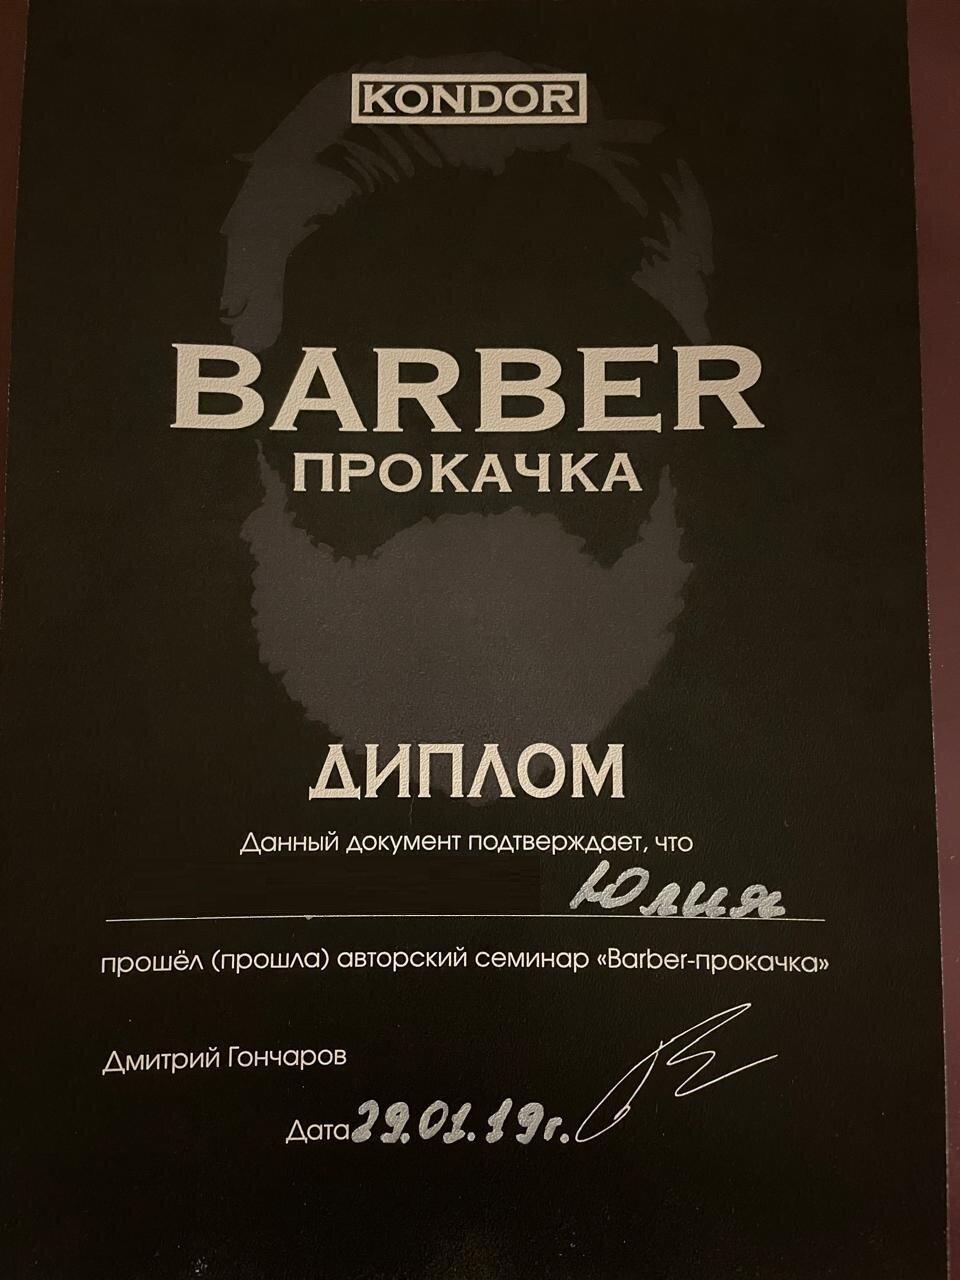 KONDOR
BARBER
ПРОКАЧКА
ДИПЛОМ
Данный документ подтверждает, что
Юлия
прошёл (прошла) авторский семинар «Barber-прокачка»
Дмитрий Гончаров
Дата 29.01.19г.